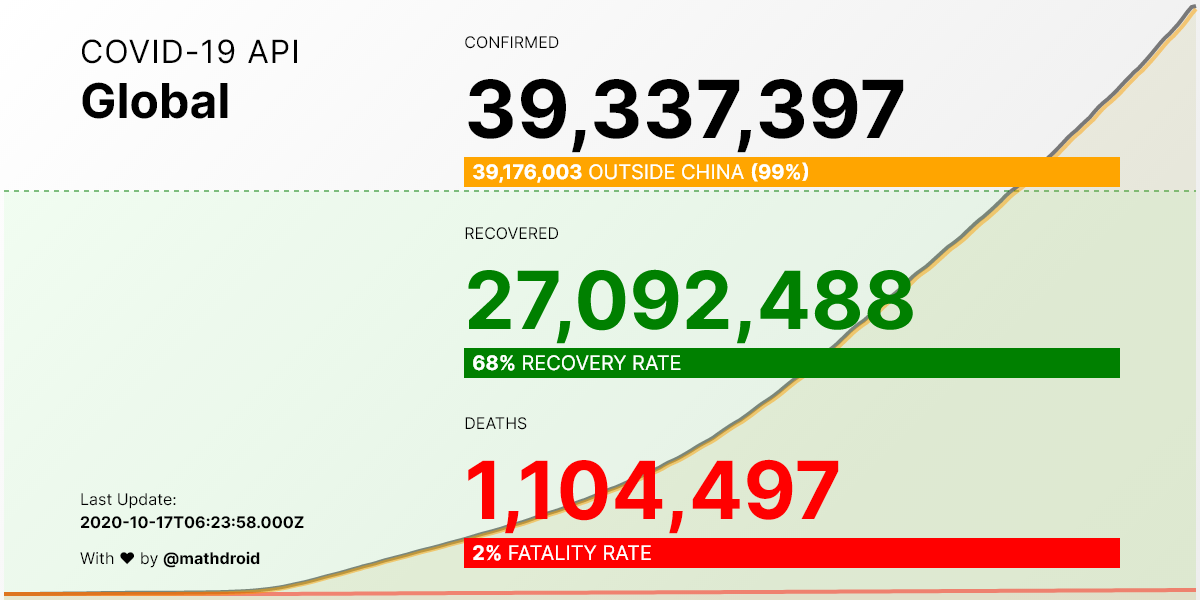 COVID-19 API
Global
CONFIRMED
39,337,397
39,176,003 OUTSIDE CHINA (99%)
RECOVERED
27,092,488
68% RECOVERY RATE
DEATHS
1,104,497
2% FATALITY RATE
Last Update:
2020-10-17T06:23:58.000Z
With ♥ by @mathdroid